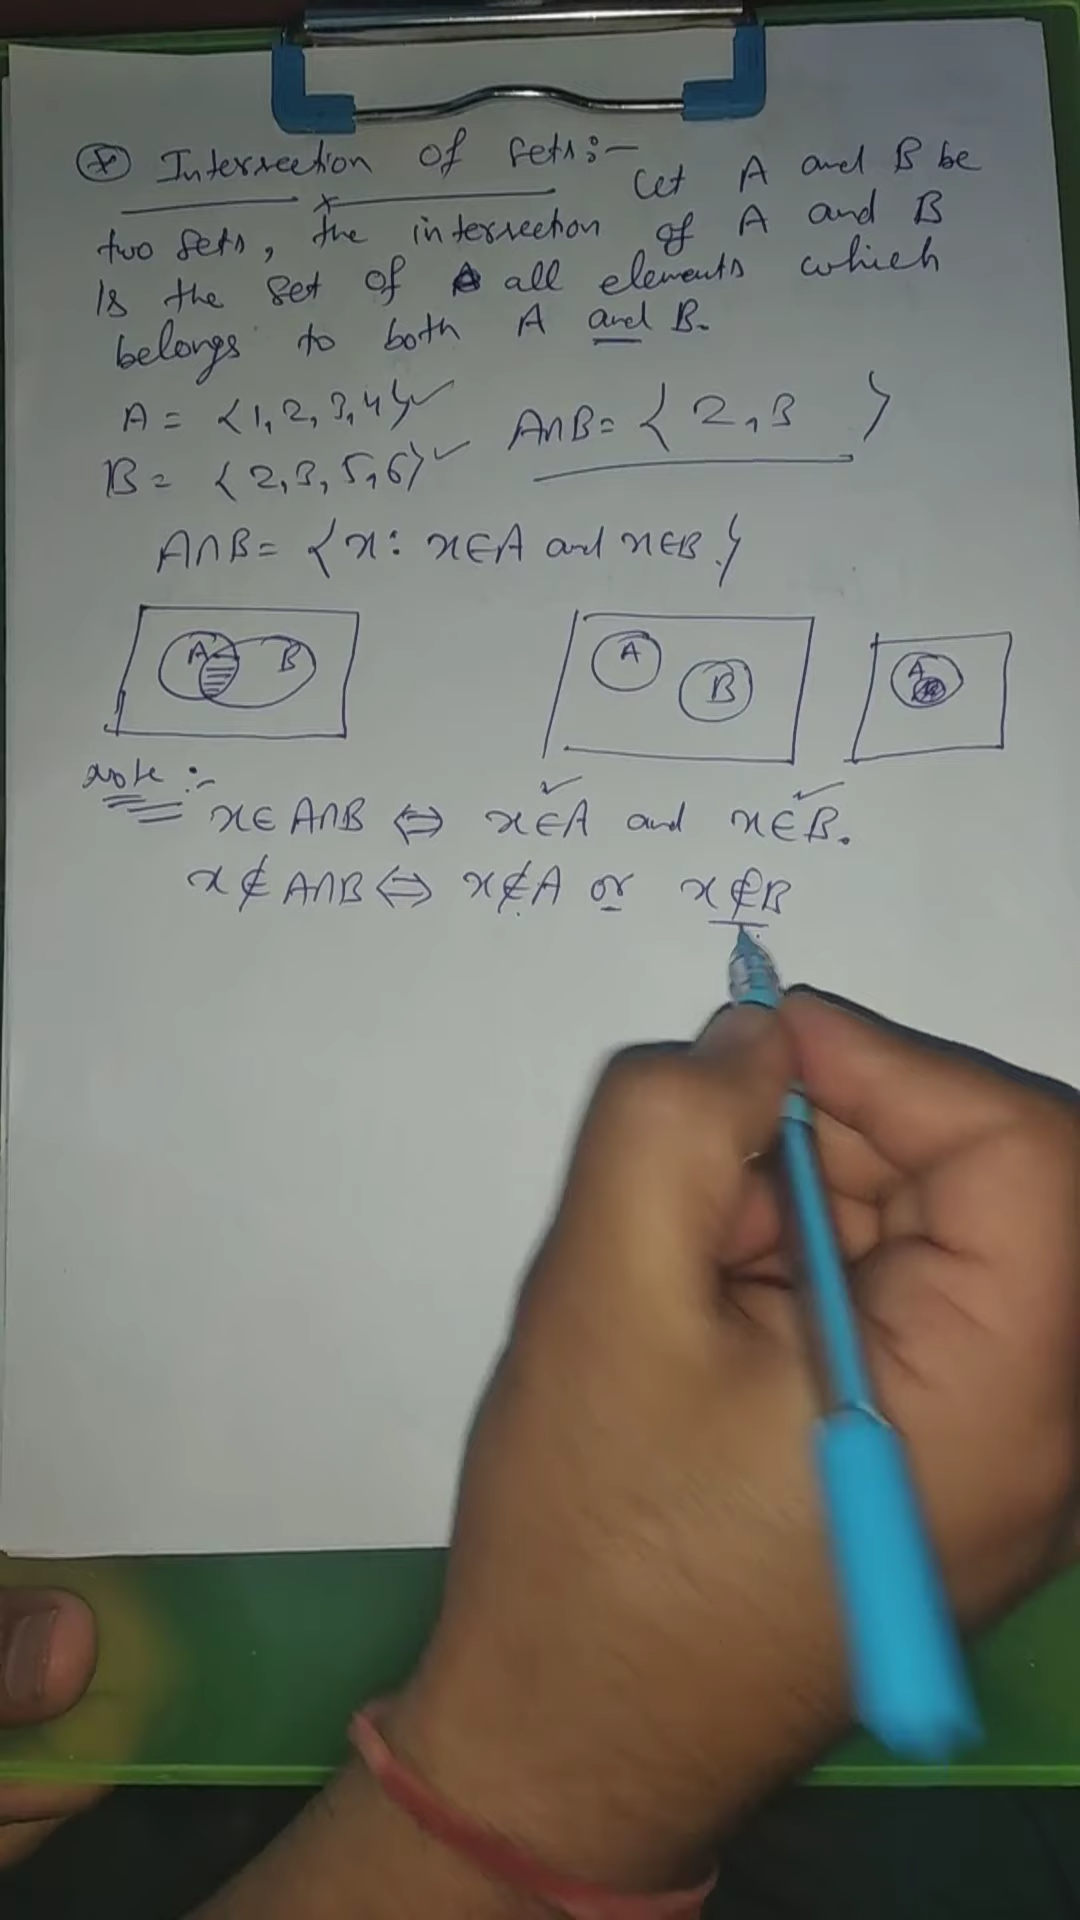 * Intersection of sets:- Let A and B be
two sets, the intersection of A and B
is the set of all elements which
belongs to both A and B.
A = {1, 2, 3, 4} ✓ A∩B = { 2, 3 }
B = {2, 3, 5, 6} ✓
A∩B = {x: x∈A and x∈B.}
A B A B A B
note :-
x∈A∩B ⇔ x∈A and x∈B.
x∉A∩B ⇔ x∉A or x∉B